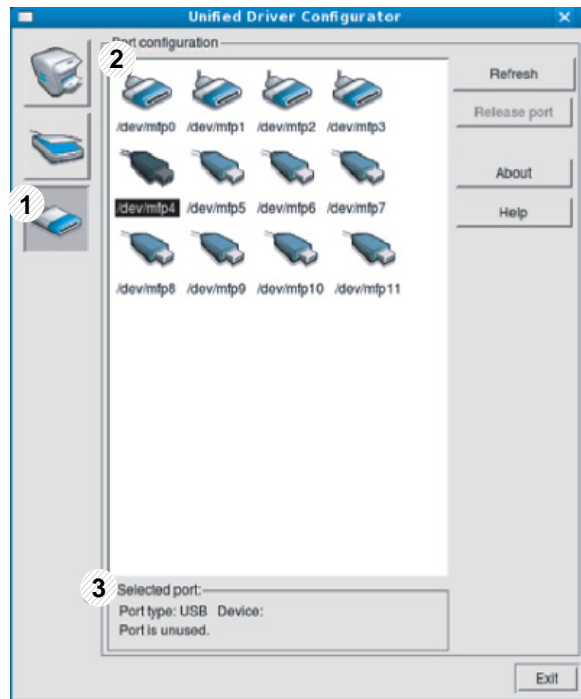 Unified Driver Configurator
Port configuration
2
/dev/mfp0 /dev/mfp1 /dev/mfp2 /dev/mfp3
/dev/mfp4 /dev/mfp5 /dev/mfp6 /dev/mfp7
/dev/mfp8 /dev/mfp9 /dev/mfp10 /dev/mfp11
1
Refresh
Release port
About
Help
3
Selected port:
Port type: USB Device:
Port is unused.
Exit